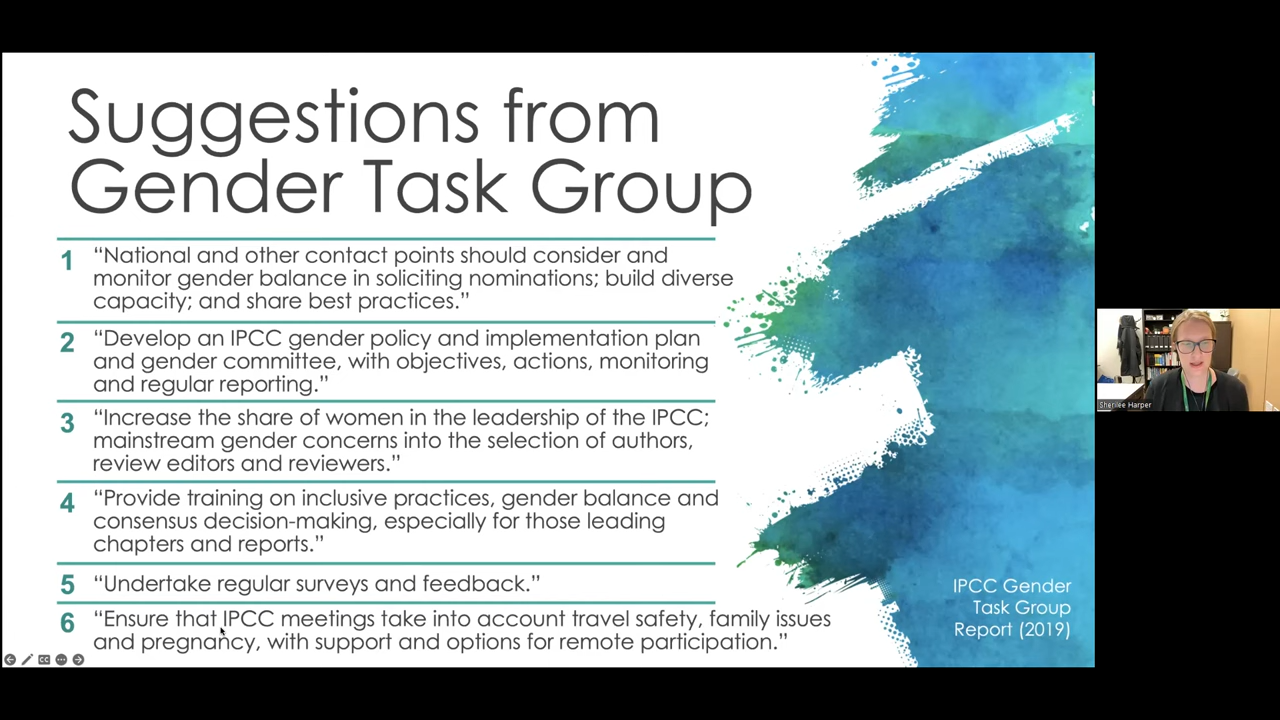 Suggestions from
Gender Task Group
1
“National and other contact points should consider and
monitor gender balance in soliciting nominations; build diverse
capacity; and share best practices.”
2
“Develop an IPCC gender policy and implementation plan
and gender committee, with objectives, actions, monitoring
and regular reporting.”
3
“Increase the share of women in the leadership of the IPCC;
mainstream gender concerns into the selection of authors,
review editors and reviewers.”
4
“Provide training on inclusive practices, gender balance and
consensus decision-making, especially for those leading
chapters and reports.”
5
“Undertake regular surveys and feedback.”
6
“Ensure that IPCC meetings take into account travel safety, family issues
and pregnancy, with support and options for remote participation.”
IPCC Gender
Task Group
Report (2019)
Sherilee Harper